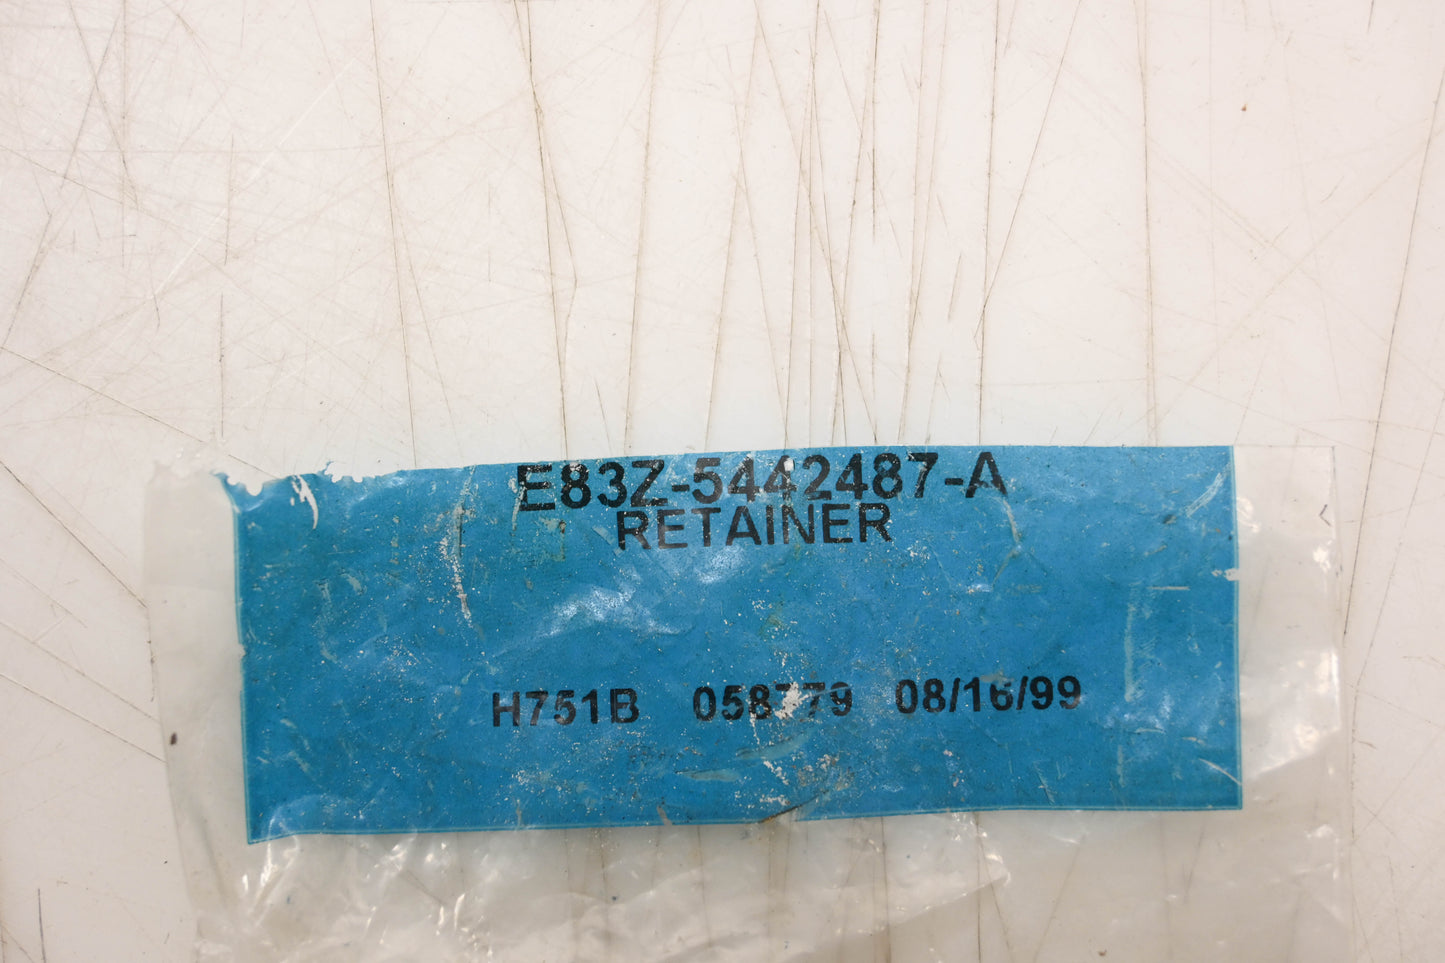 E83Z-5442487-A
RETAINER
H751B 058779 08/16/99